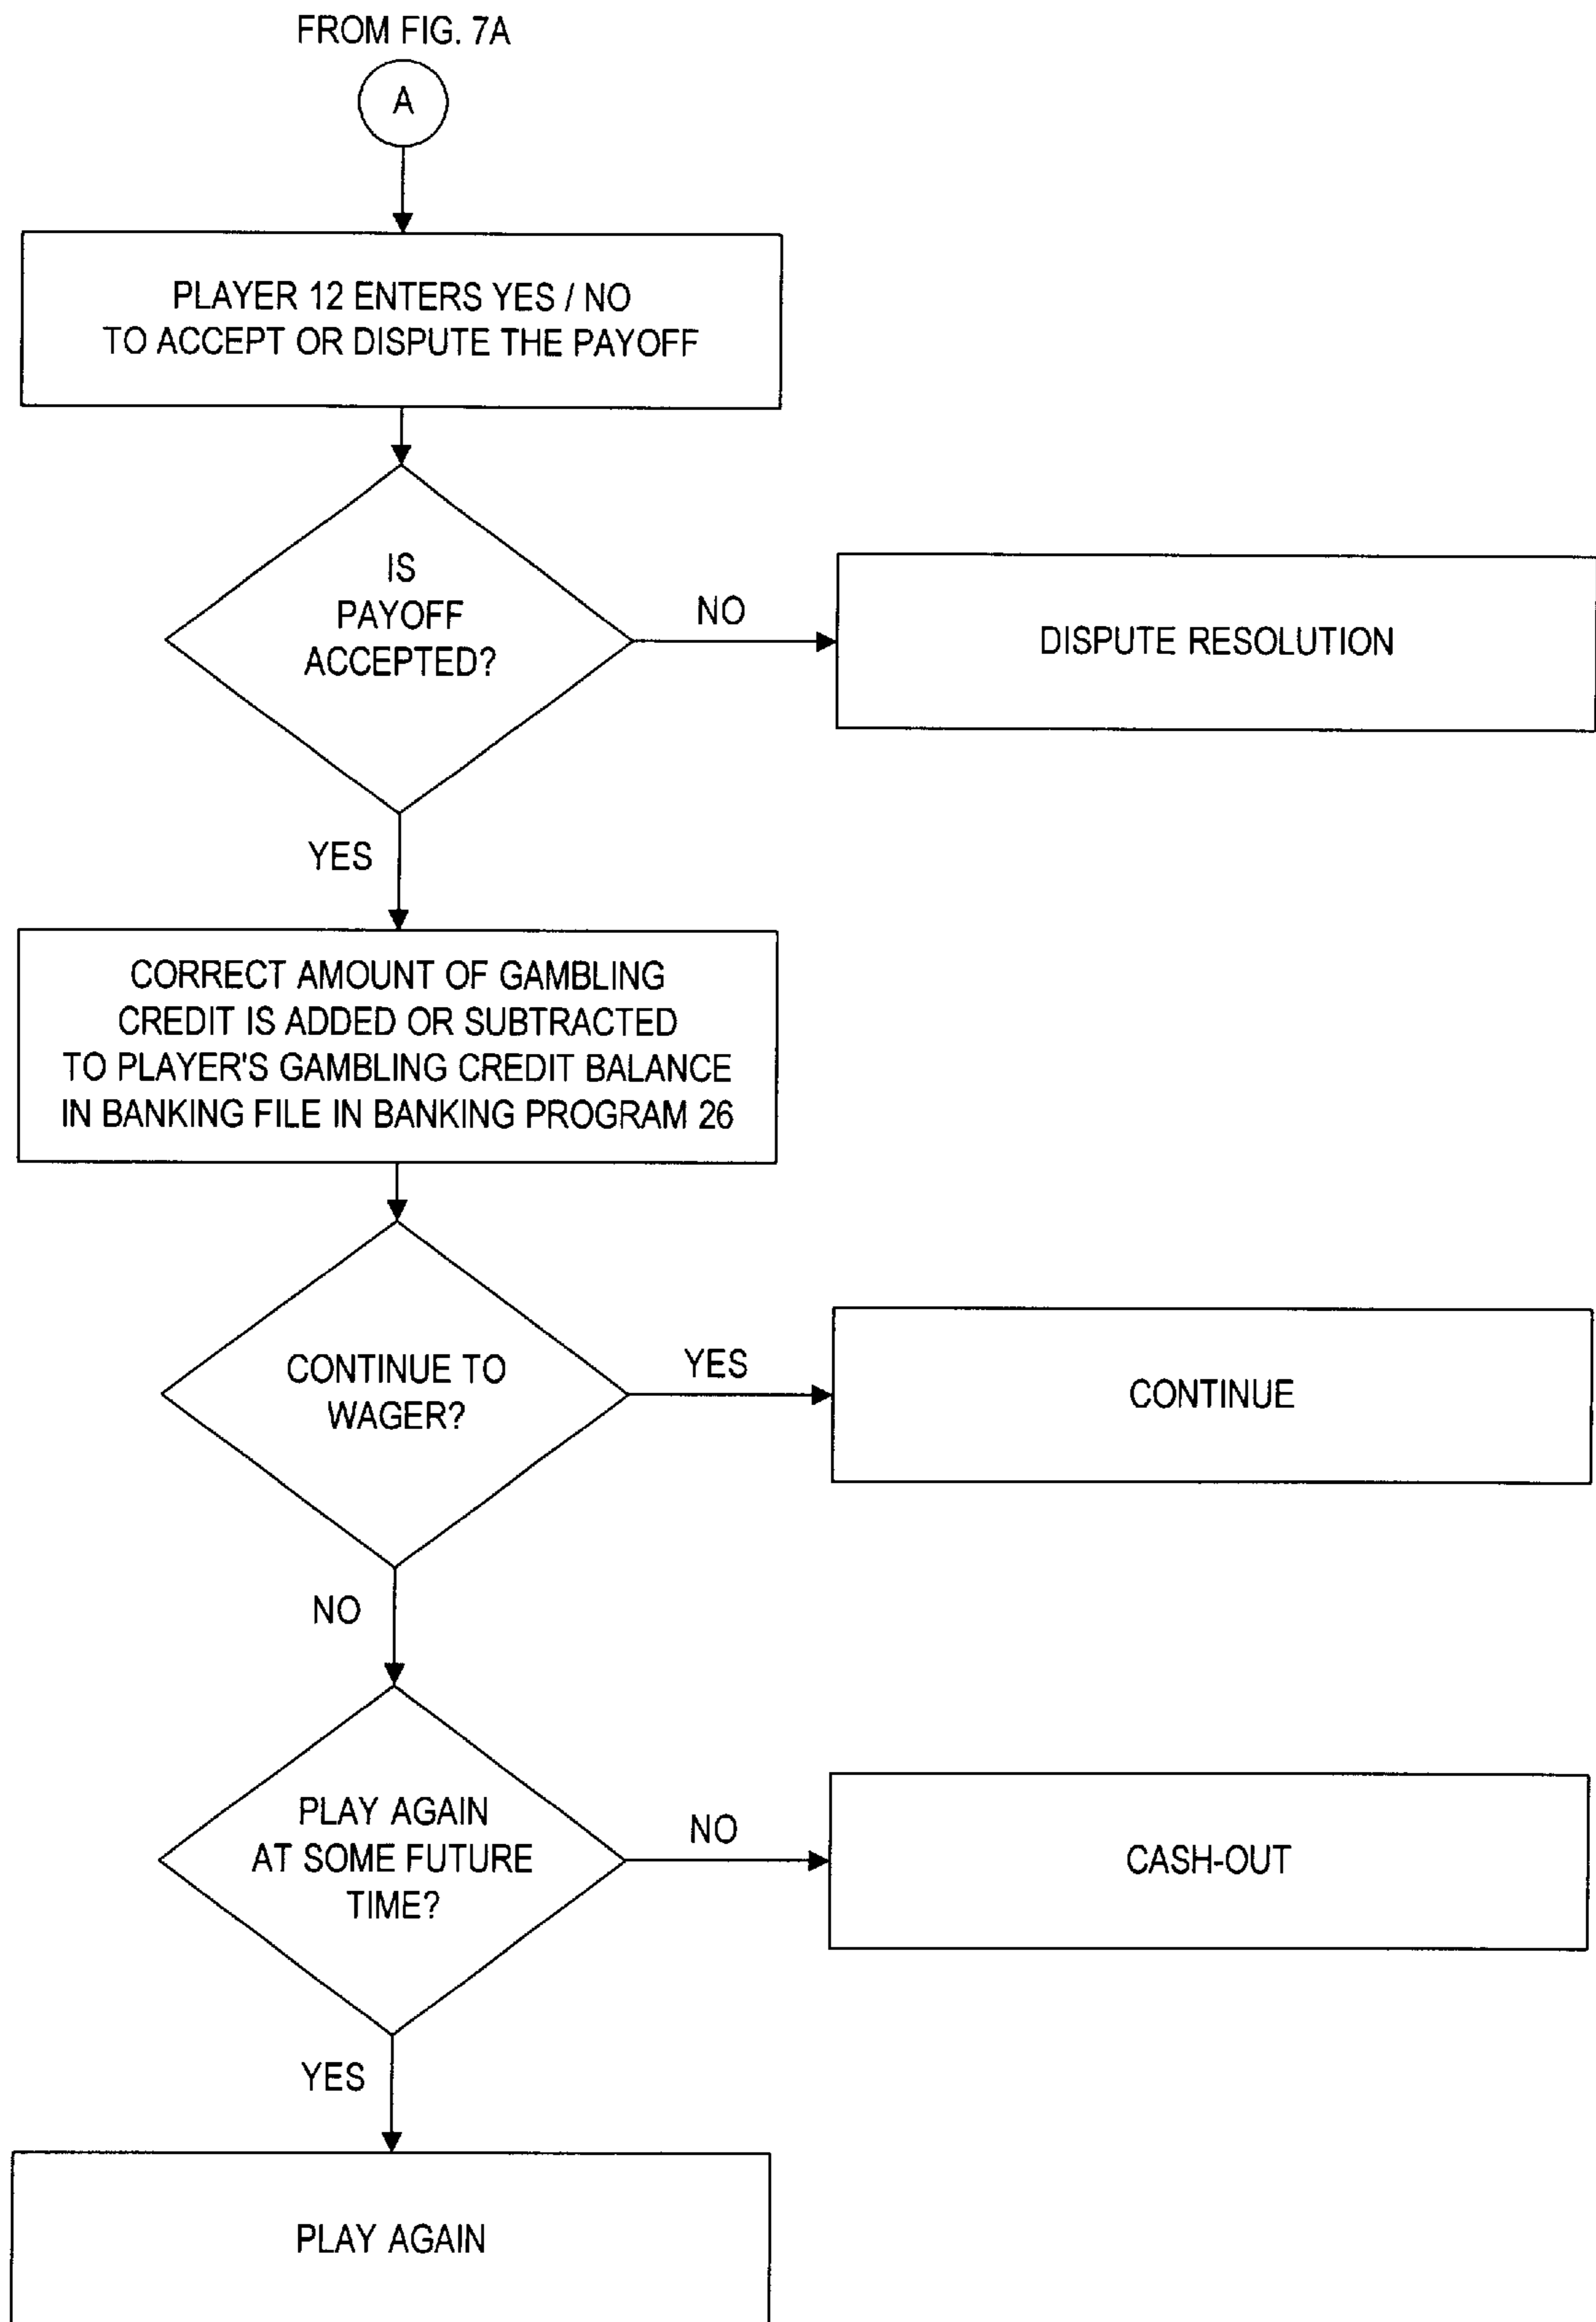 FROM FIG. 7A
A
PLAYER 12 ENTERS YES / NO
TO ACCEPT OR DISPUTE THE PAYOFF
IS
PAYOFF
ACCEPTED?
NO
DISPUTE RESOLUTION
YES
CORRECT AMOUNT OF GAMBLING
CREDIT IS ADDED OR SUBTRACTED
TO PLAYER'S GAMBLING CREDIT BALANCE
IN BANKING FILE IN BANKING PROGRAM 26
CONTINUE TO
WAGER?
YES
CONTINUE
NO
PLAY AGAIN
AT SOME FUTURE
TIME?
NO
CASH-OUT
YES
PLAY AGAIN